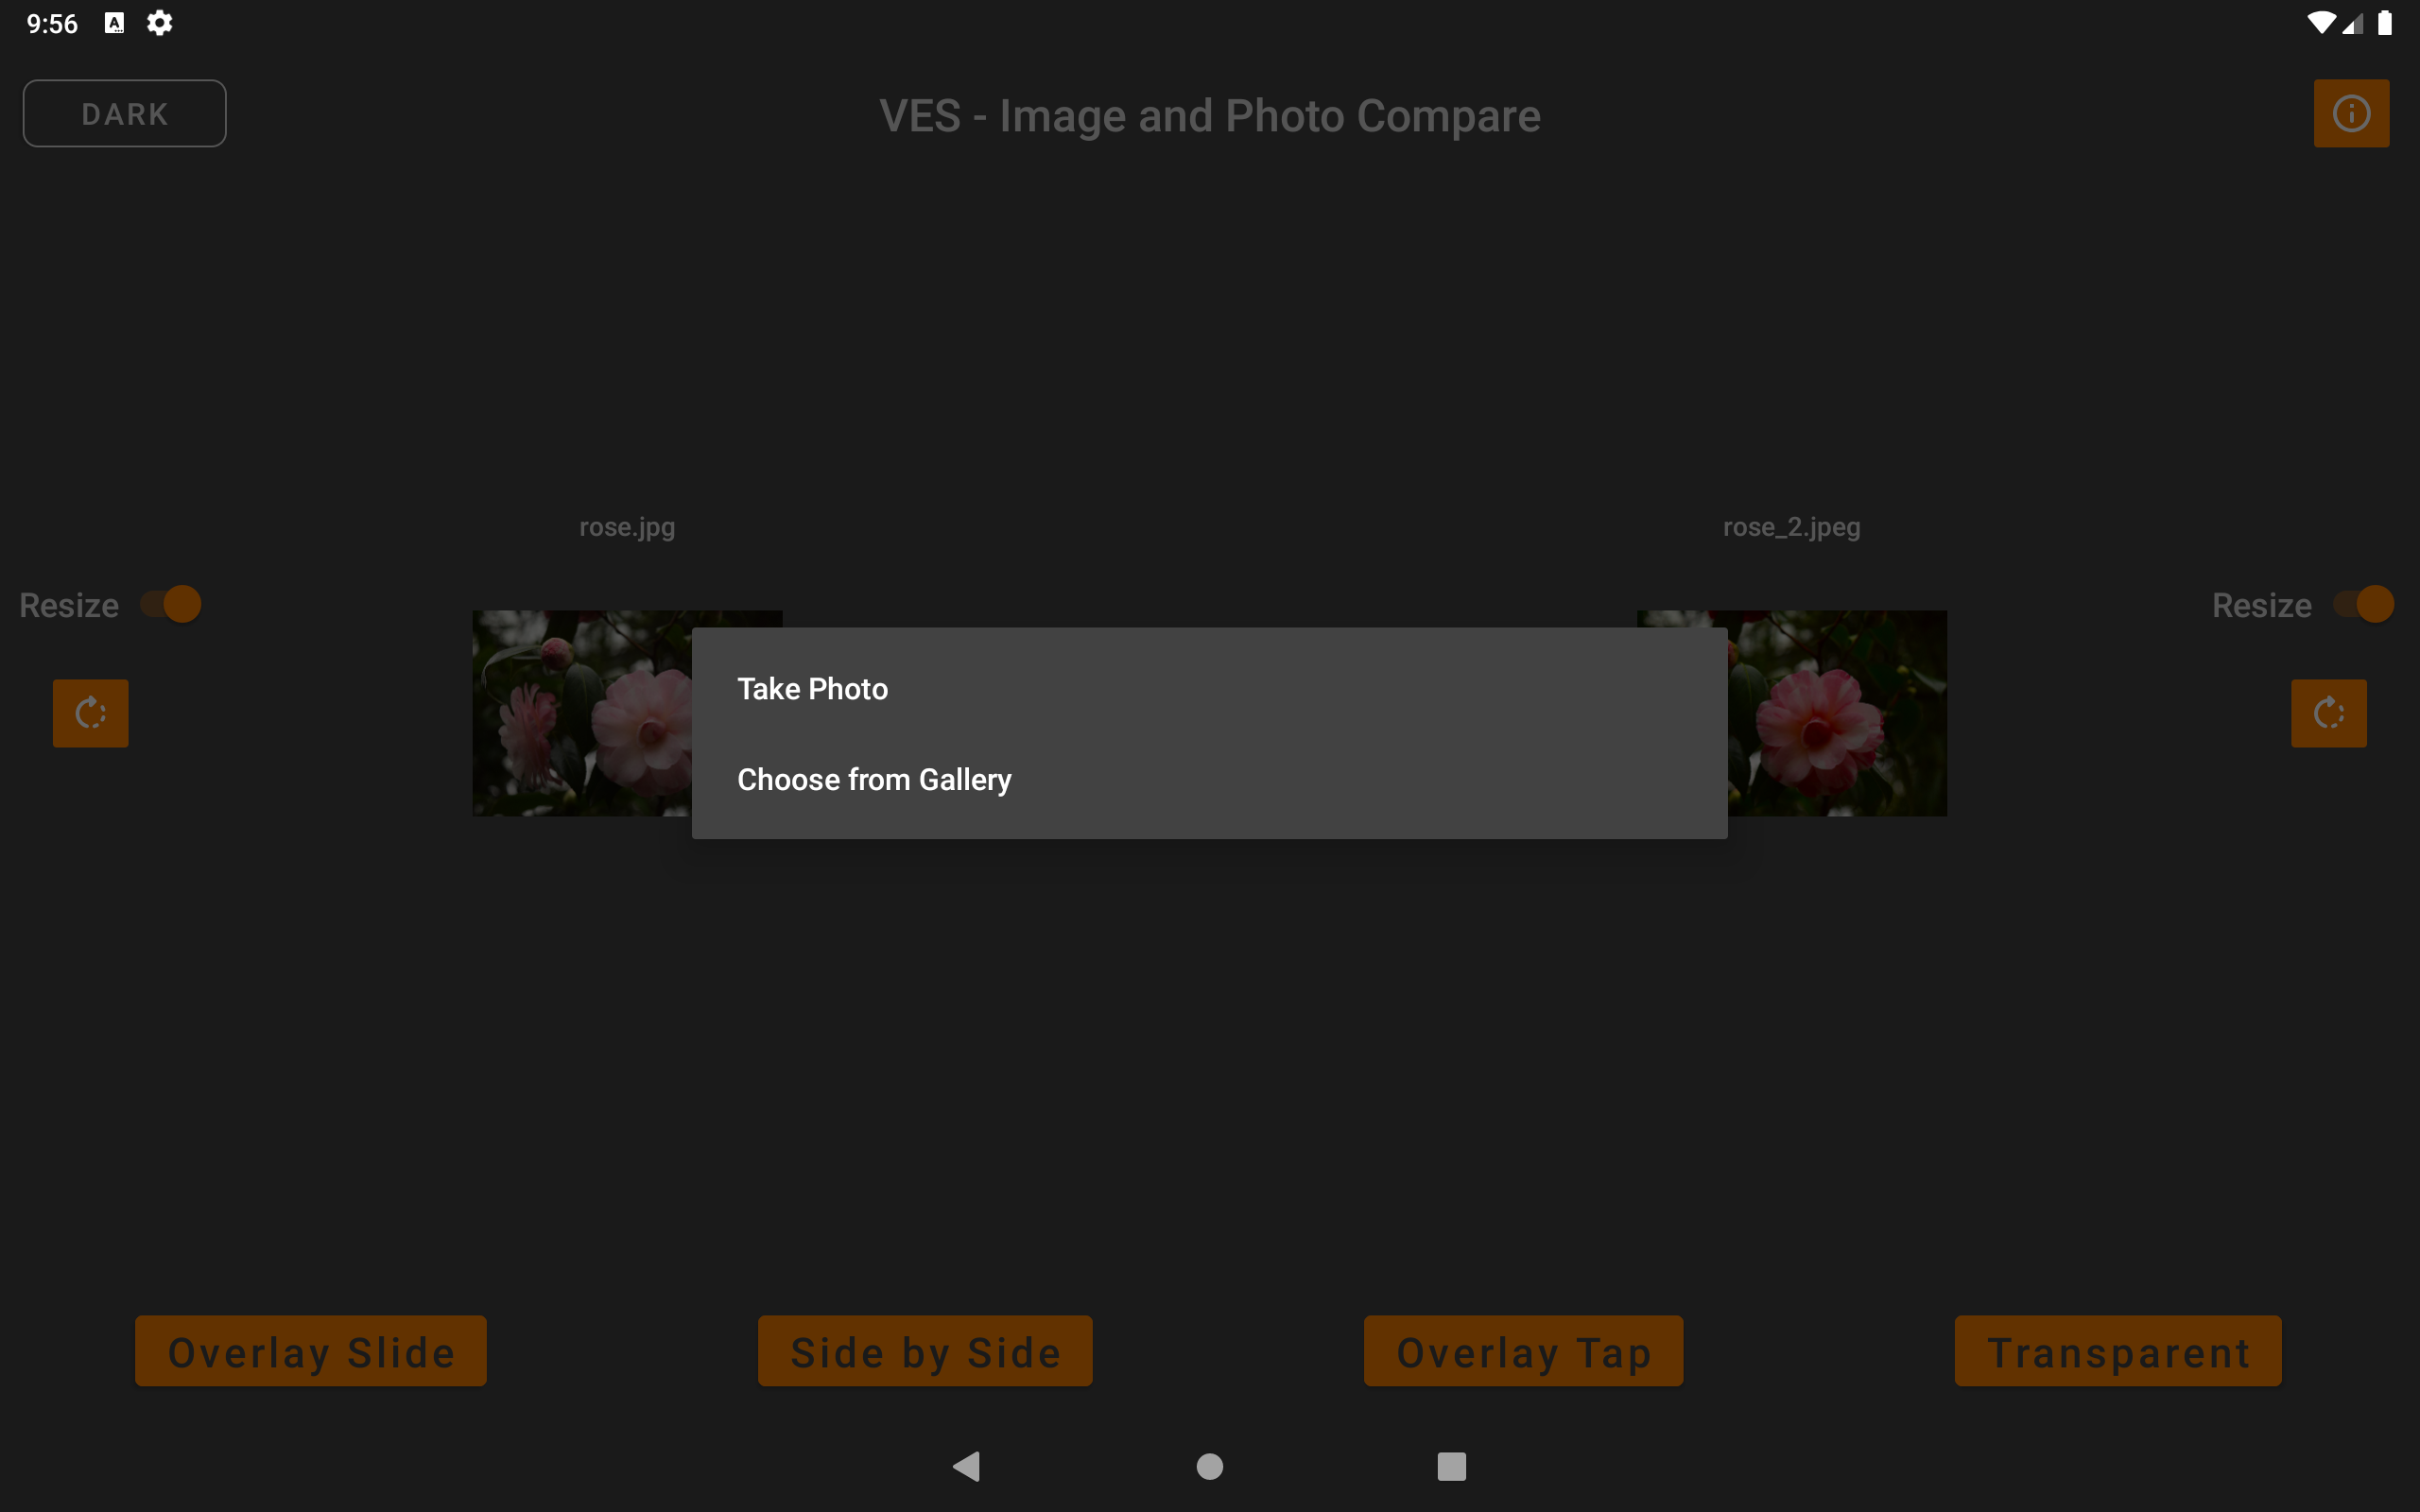 9:56
DARK
VES - Image and Photo Compare
rose.jpg
rose_2.jpeg
Resize
Resize
Take Photo
Choose from Gallery
Overlay Slide
Side by Side
Overlay Tap
Transparent